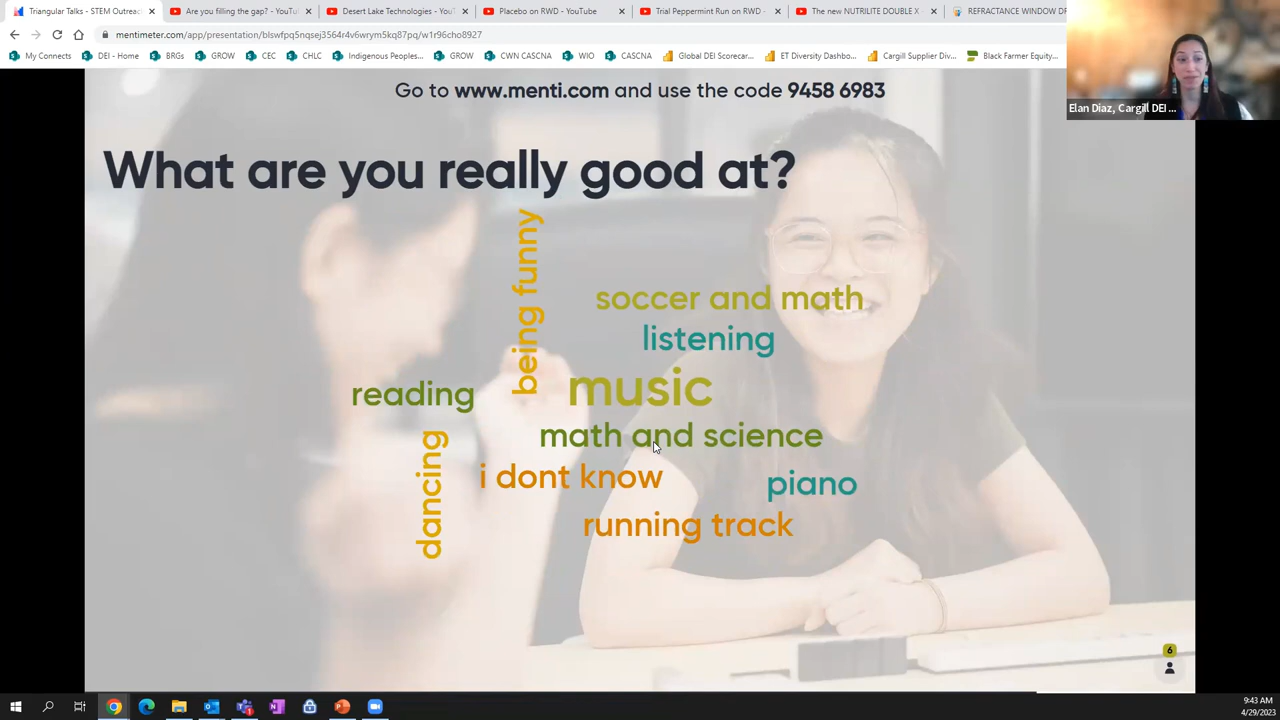 Triangular Talks - STEM Outreac
Are you filling the gap? - YouTu
Desert Lake Technologies - YouT
Placebo on RWD - YouTube
Trial Peppermint Run on RWD -
The new NUTRILITE DOUBLE X
REFRACTANCE WINDOW DR
mentimeter.com/app/presentation/blswfpq5nqsej3564r4v6wrym5kq87pq/w1r96cho8927
My Connects
DEI - Home
BRGs
GROW
CEC
CHLC
Indigenous Peoples...
GROW
CWN CASCNA
WIO
CASCNA
Global DEI Scorecar...
ET Diversity Dashbo...
Cargill Supplier Div...
Black Farmer Equity...
Elan Diaz, Cargill DEI ...
Go to www.menti.com and use the code 9458 6983
What are you really good at?
being funny
soccer and math
listening
reading
music
math and science
dancing
i dont know
piano
running track
6
9:43 AM
4/29/2023